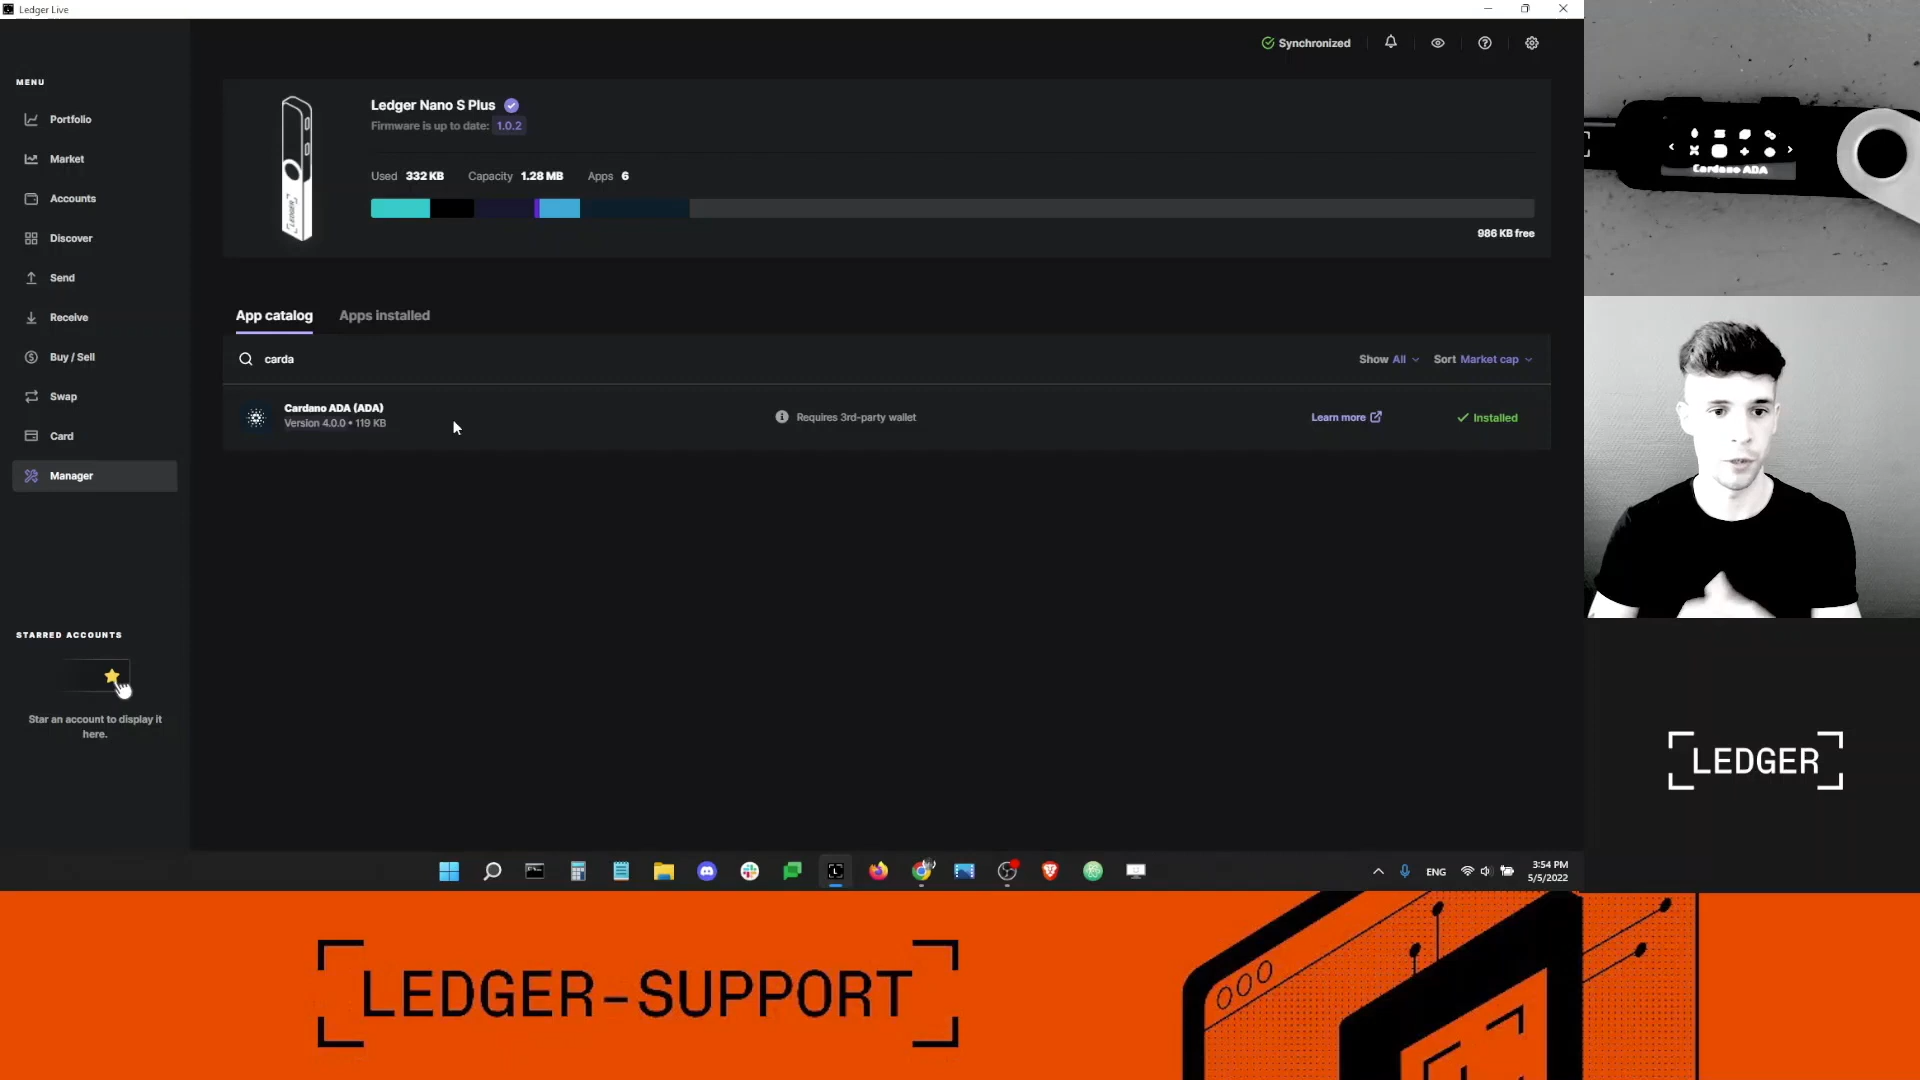 Ledger Live
MENU
Portfolio
Market
Accounts
Discover
Send
Receive
Buy / Sell
Swap
Card
Manager
STARRED ACCOUNTS
Star an account to display it
here.
Synchronized
Ledger Nano S Plus
Firmware is up to date: 1.0.2
Used 332 KB Capacity 1.28 MB Apps 6
986 KB free
App catalog Apps installed
carda
Show All Sort Market cap
Cardano ADA (ADA)
Version 4.0.0 • 119 KB
Requires 3rd-party wallet
Learn more
Installed
ENG
3:54 PM
5/5/2022
Cardano ADA
LEDGER
LEDGER-SUPPORT